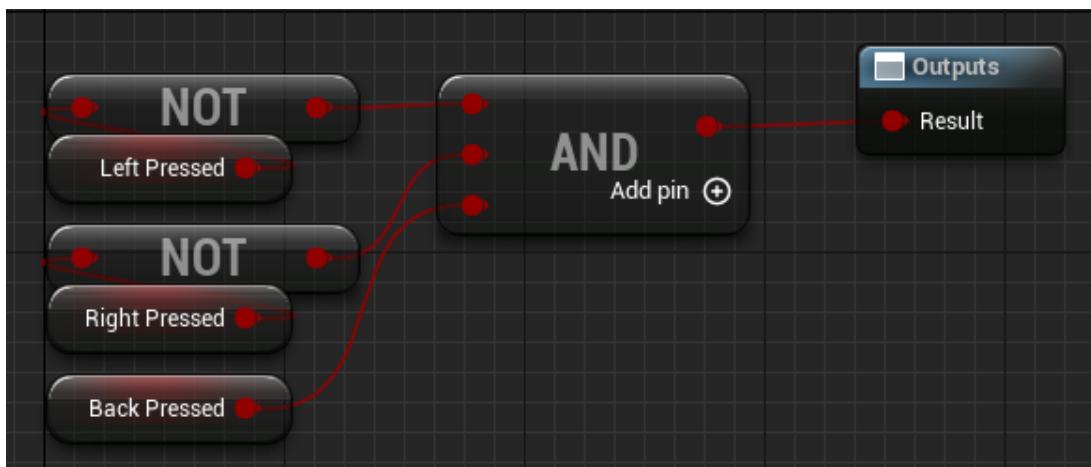 NOT
Left Pressed
NOT
Right Pressed
Back Pressed
AND
Add pin
Outputs
Result